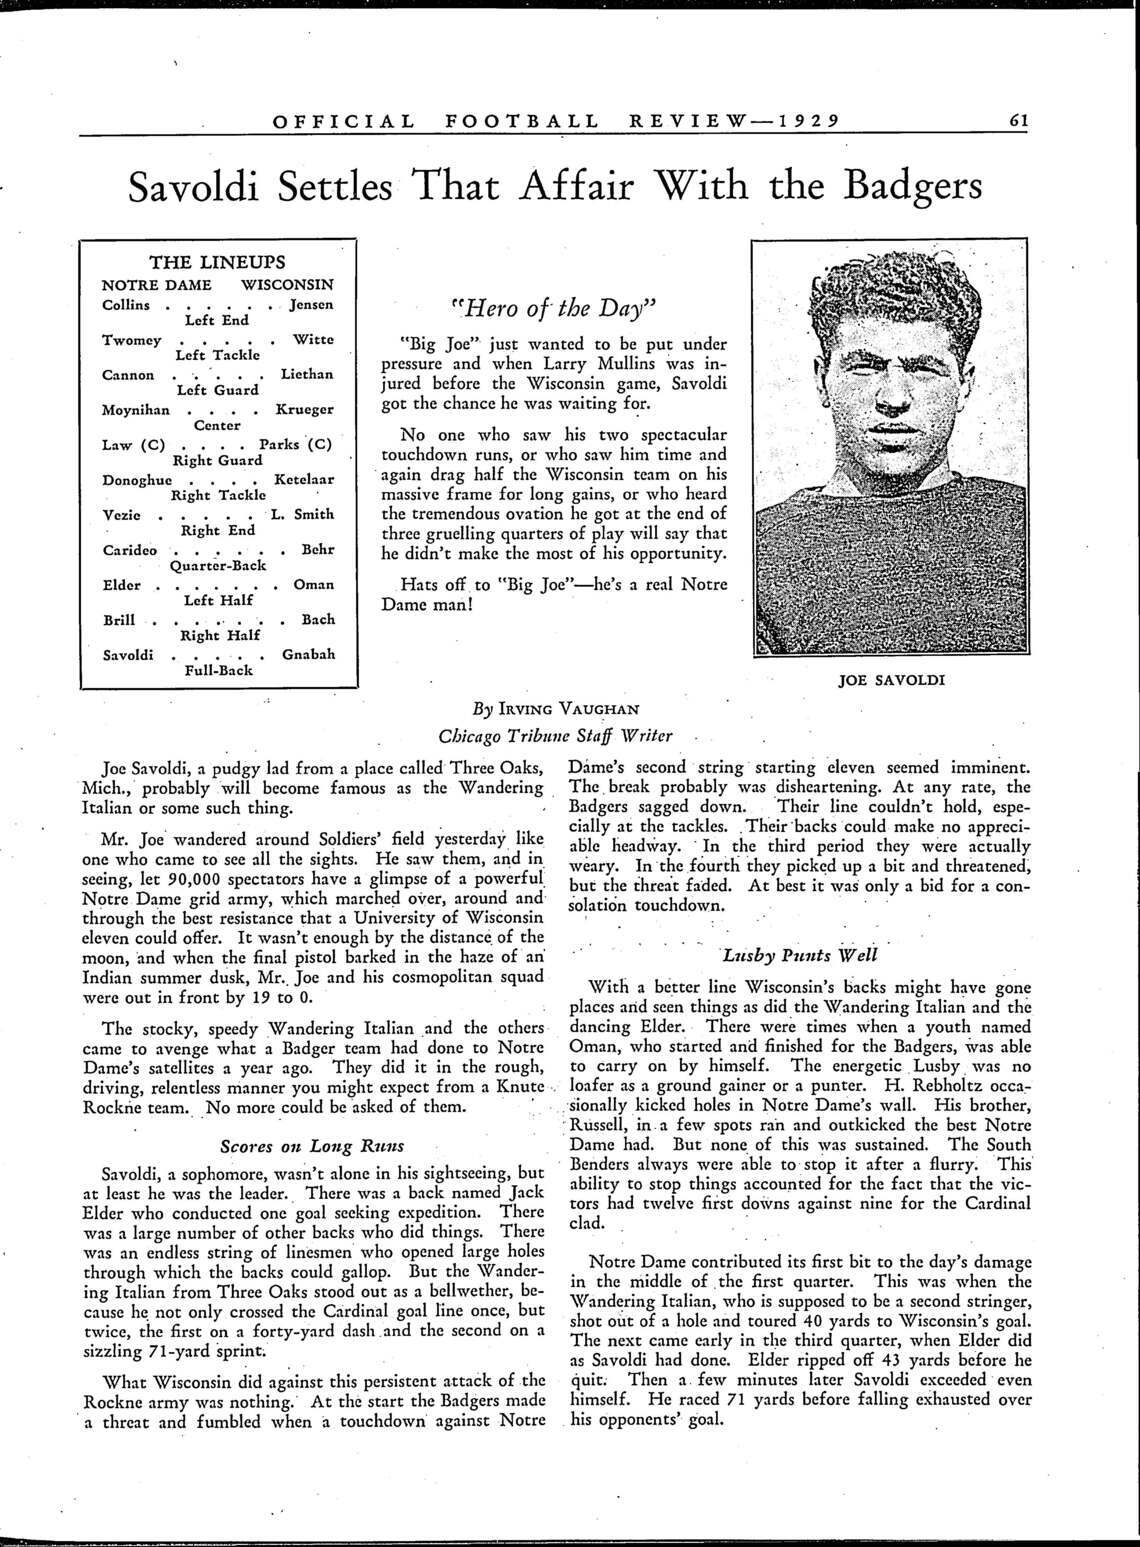 OFFICIAL FOOTBALL REVIEW—1929 61
Savoldi Settles That Affair With the Badgers
THE LINEUPS
NOTRE DAME WISCONSIN
Collins . . . . . . Jensen
Left End
Twomey . . . . . Witte
Left Tackle
Cannon . . . . . Liethan
Left Guard
Moynihan . . . . Krueger
Center
Law (C) . . . . Parks (C)
Right Guard
Donoghue . . . . Ketelaar
Right Tackle
Vezie . . . . . L. Smith
Right End
Carideo . . . . . . Behr
Quarter-Back
Elder . . . . . . . Oman
Left Half
Brill . . . . . . . Bach
Right Half
Savoldi . . . . . Gnabah
Full-Back
"Hero of the Day"
"Big Joe" just wanted to be put under
pressure and when Larry Mullins was in-
jured before the Wisconsin game, Savoldi
got the chance he was waiting for.
No one who saw his two spectacular
touchdown runs, or who saw him time and
again drag half the Wisconsin team on his
massive frame for long gains, or who heard
the tremendous ovation he got at the end of
three gruelling quarters of play will say that
he didn't make the most of his opportunity.
Hats off to "Big Joe"—he's a real Notre
Dame man!
JOE SAVOLDI
By IRVING VAUGHAN
Chicago Tribune Staff Writer
Joe Savoldi, a pudgy lad from a place called Three Oaks,
Mich., probably will become famous as the Wandering
Italian or some such thing.
Mr. Joe wandered around Soldiers' field yesterday like
one who came to see all the sights. He saw them, and in
seeing, let 90,000 spectators have a glimpse of a powerful
Notre Dame grid army, which marched over, around and
through the best resistance that a University of Wisconsin
eleven could offer. It wasn't enough by the distance of the
moon, and when the final pistol barked in the haze of an
Indian summer dusk, Mr. Joe and his cosmopolitan squad
were out in front by 19 to 0.
The stocky, speedy Wandering Italian and the others
came to avenge what a Badger team had done to Notre
Dame's satellites a year ago. They did it in the rough,
driving, relentless manner you might expect from a Knute
Rockne team. No more could be asked of them.
Scores on Long Runs
Savoldi, a sophomore, wasn't alone in his sightseeing, but
at least he was the leader. There was a back named Jack
Elder who conducted one goal seeking expedition. There
was a large number of other backs who did things. There
was an endless string of linesmen who opened large holes
through which the backs could gallop. But the Wander-
ing Italian from Three Oaks stood out as a bellwether, be-
cause he not only crossed the Cardinal goal line once, but
twice, the first on a forty-yard dash and the second on a
sizzling 71-yard sprint.
What Wisconsin did against this persistent attack of the
Rockne army was nothing. At the start the Badgers made
a threat and fumbled when a touchdown against Notre
Dame's second string starting eleven seemed imminent.
The break probably was disheartening. At any rate, the
Badgers sagged down. Their line couldn't hold, espe-
cially at the tackles. Their backs could make no appreci-
able headway. In the third period they were actually
weary. In the fourth they picked up a bit and threatened,
but the threat faded. At best it was only a bid for a con-
solation touchdown.
Lusby Punts Well
With a better line Wisconsin's backs might have gone
places and seen things as did the Wandering Italian and the
dancing Elder. There were times when a youth named
Oman, who started and finished for the Badgers, was able
to carry on by himself. The energetic Lusby was no
loafer as a ground gainer or a punter. H. Rebholtz occa-
sionally kicked holes in Notre Dame's wall. His brother,
Russell, in a few spots ran and outkicked the best Notre
Dame had. But none of this was sustained. The South
Benders always were able to stop it after a flurry. This
ability to stop things accounted for the fact that the vic-
tors had twelve first downs against nine for the Cardinal
clad.
Notre Dame contributed its first bit to the day's damage
in the middle of the first quarter. This was when the
Wandering Italian, who is supposed to be a second stringer,
shot out of a hole and toured 40 yards to Wisconsin's goal.
The next came early in the third quarter, when Elder did
as Savoldi had done. Elder ripped off 43 yards before he
quit. Then a few minutes later Savoldi exceeded even
himself. He raced 71 yards before falling exhausted over
his opponents' goal.